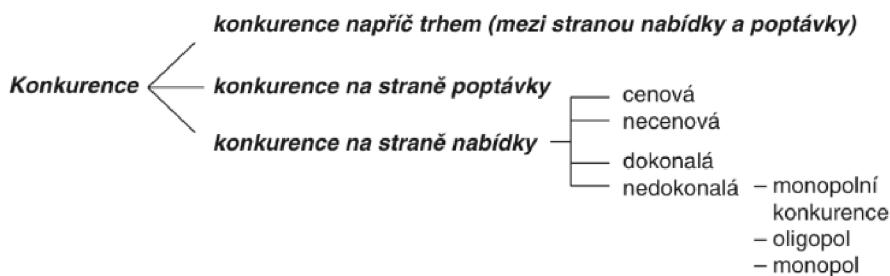 konkurence napříč trhem (mezi stranou nabídky a poptávky)
Konkurence
konkurence na straně poptávky
konkurence na straně nabídky
cenová
necenová
dokonalá
nedokonalá
– monopolní
konkurence
– oligopol
– monopol